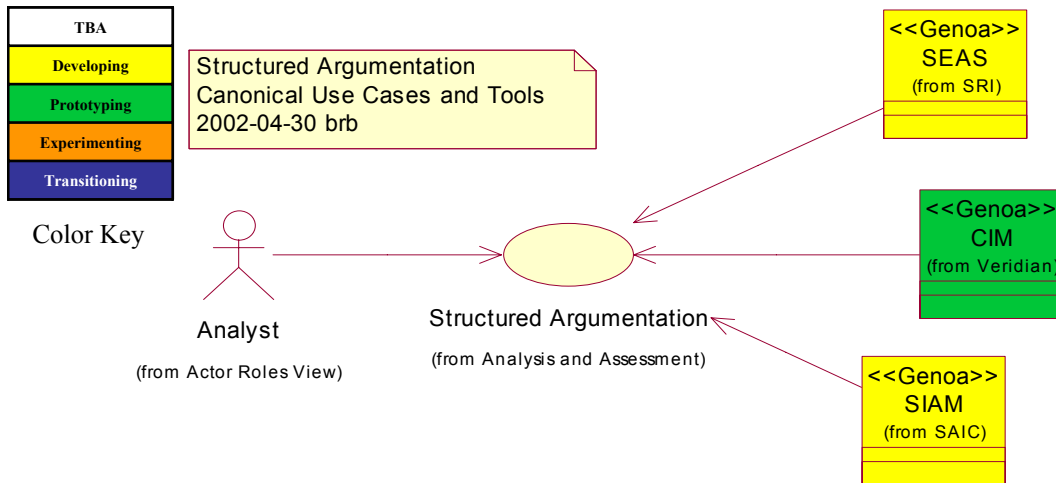 TBA
Developing
Prototyping
Experimenting
Transitioning
Color Key
Structured Argumentation
Canonical Use Cases and Tools
2002-04-30 brb
<<Genoa>>
SEAS
(from SRI)
<<Genoa>>
CIM
(from Veridian)
Analyst
(from Actor Roles View)
Structured Argumentation
(from Analysis and Assessment)
<<Genoa>>
SIAM
(from SAIC)